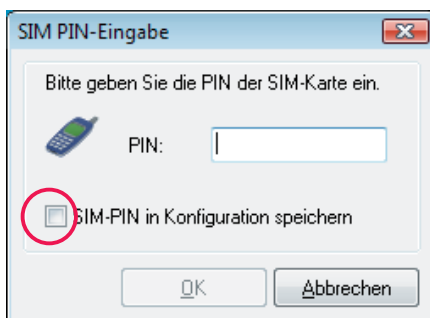 SIM PIN-Eingabe
Bitte geben Sie die PIN der SIM-Karte ein.
PIN:
SIM-PIN in Konfiguration speichern
OK Abbrechen